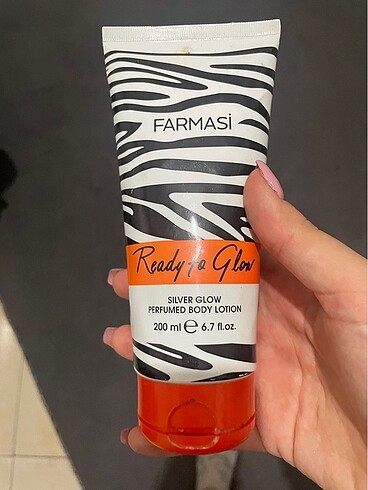 FARMASİ
Ready to Glow
SILVER GLOW
PERFUMED BODY LOTION
200 ml ℮ 6.7 fl.oz.